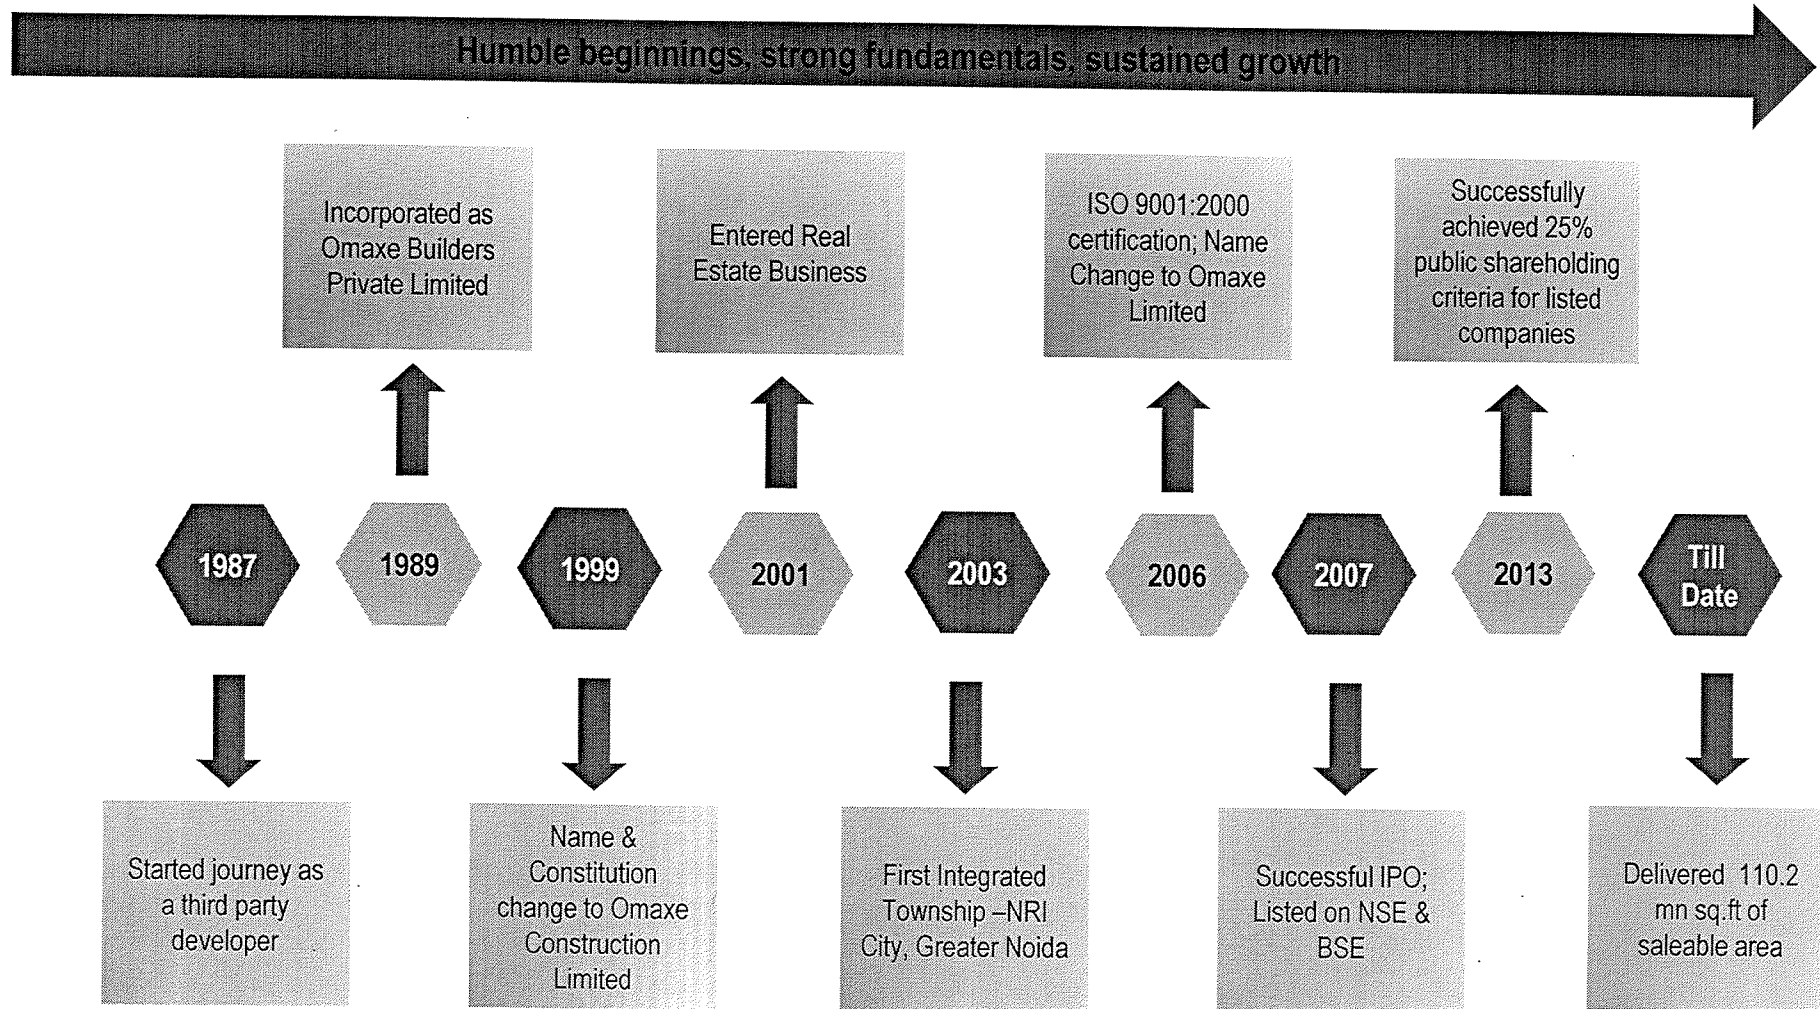 Humble beginnings, strong fundamentals, sustained growth
Incorporated as
Omaxe Builders
Private Limited
Entered Real
Estate Business
ISO 9001:2000
certification; Name
Change to Omaxe
Limited
Successfully
achieved 25%
public shareholding
criteria for listed
companies
1987
1989
1999
2001
2003
2006
2007
2013
Till
Date
Started journey as
a third party
developer
Name &
Constitution
change to Omaxe
Construction
Limited
First Integrated
Township –NRI
City, Greater Noida
Successful IPO;
Listed on NSE &
BSE
Delivered 110.2
mn sq.ft of
saleable area